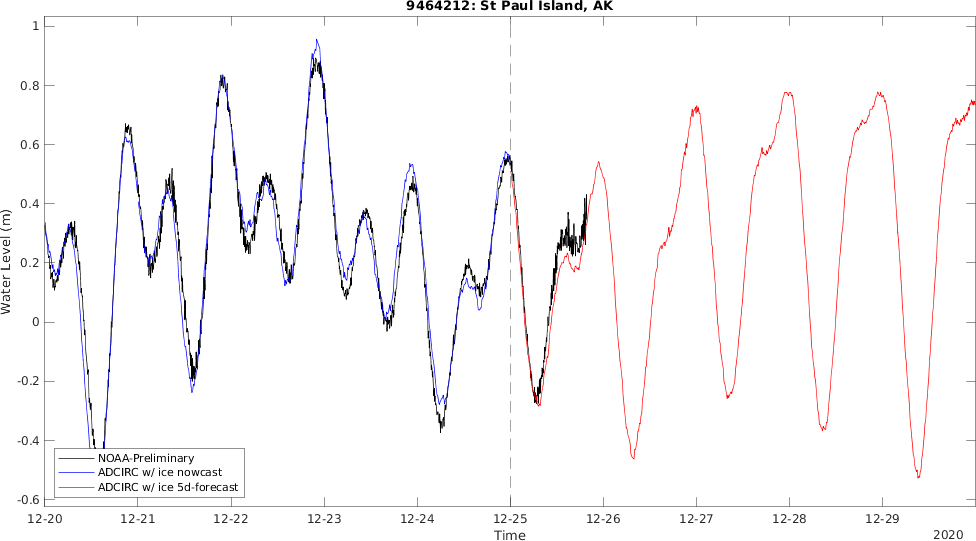 9464212: St Paul Island, AK
Water Level (m)
1
0.8
0.6
0.4
0.2
0
-0.2
-0.4
-0.6
NOAA-Preliminary
ADCIRC w/ ice nowcast
ADCIRC w/ ice 5d-forecast
12-20 12-21 12-22 12-23 12-24 12-25 12-26 12-27 12-28 12-29
Time
2020